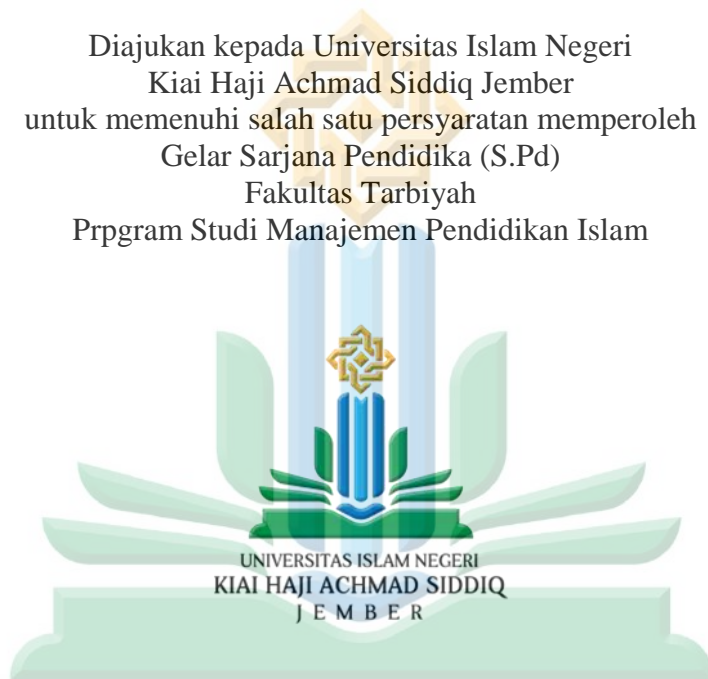 Diajukan kepada Universitas Islam Negeri
Kiai Haji Achmad Siddiq Jember
untuk memenuhi salah satu persyaratan memperoleh
Gelar Sarjana Pendidika (S.Pd)
Fakultas Tarbiyah
Prpgram Studi Manajemen Pendidikan Islam
UNIVERSITAS ISLAM NEGERI
KIAI HAJI ACHMAD SIDDIQ
JEMBER